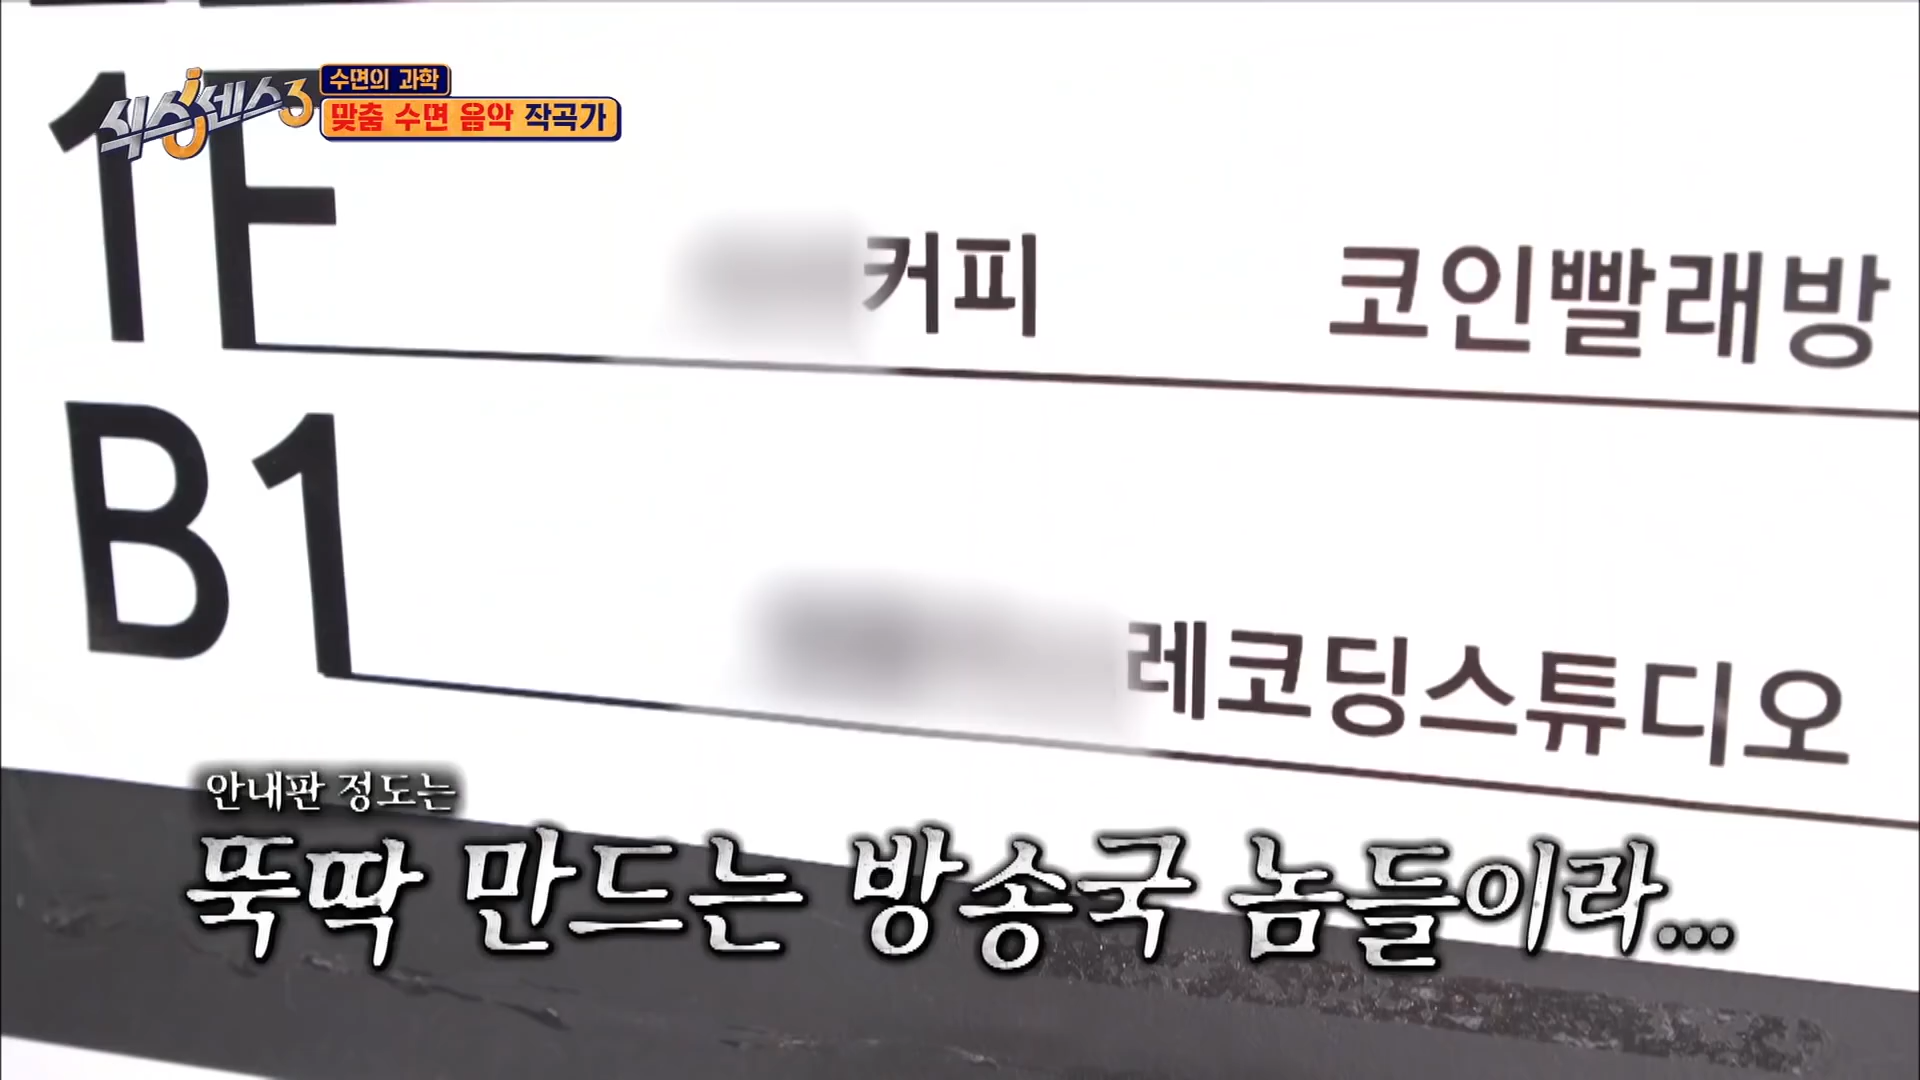 식스센스3
수면의 과학
맞춤 수면 음악 작곡가
1F
커피 코인빨래방
B1
레코딩스튜디오
안내판 정도는
뚝딱 만드는 방송국 놈들이라...